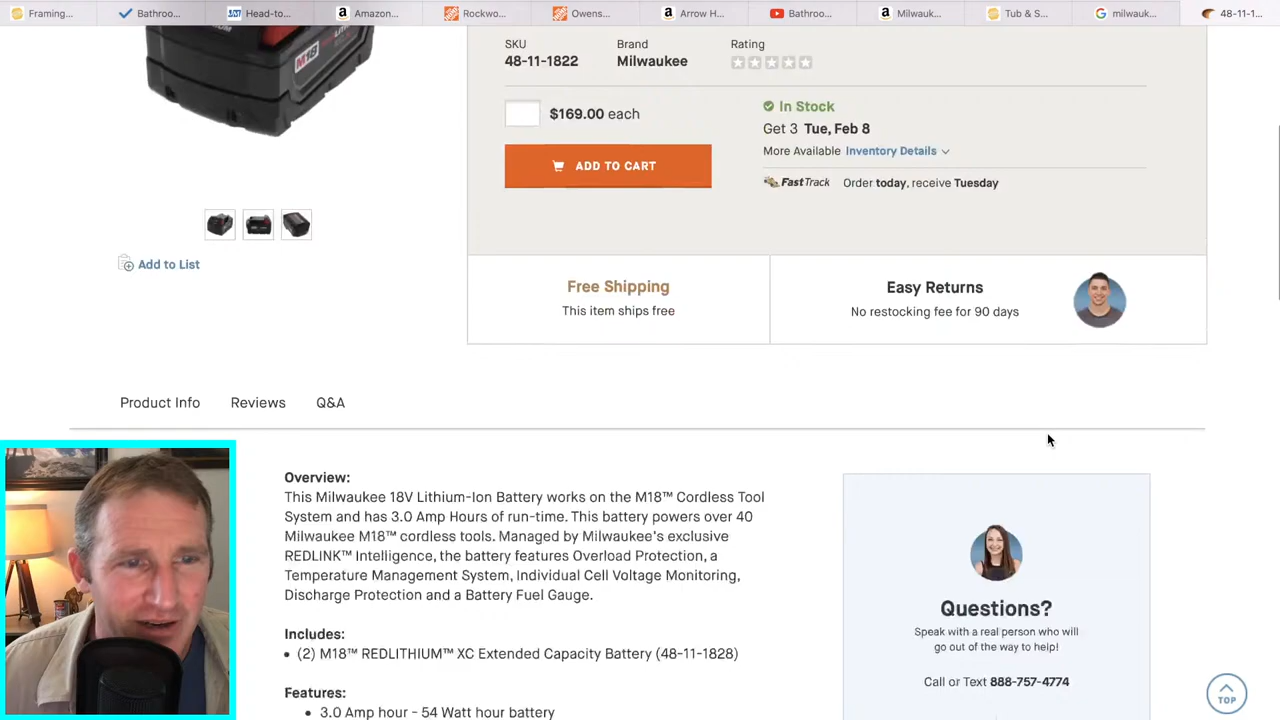 Framing...
Bathroo...
Head-to...
Amazon...
Rockwo...
Owens...
Arrow H...
Bathroo...
Milwauk...
Tub & S...
milwauk...
48-11-1...
M18
SKU
48-11-1822
Brand
Milwaukee
Rating
$169.00 each
ADD TO CART
In Stock
Get 3 Tue, Feb 8
More Available Inventory Details
FastTrack Order today, receive Tuesday
Add to List
Free Shipping
This item ships free
Easy Returns
No restocking fee for 90 days
Product Info Reviews Q&A
Overview:
This Milwaukee 18V Lithium-Ion Battery works on the M18™ Cordless Tool
System and has 3.0 Amp Hours of run-time. This battery powers over 40
Milwaukee M18™ cordless tools. Managed by Milwaukee's exclusive
REDLINK™ Intelligence, the battery features Overload Protection, a
Temperature Management System, Individual Cell Voltage Monitoring,
Discharge Protection and a Battery Fuel Gauge.
Includes:
• (2) M18™ REDLITHIUM™ XC Extended Capacity Battery (48-11-1828)
Features:
• 3.0 Amp hour - 54 Watt hour battery
Questions?
Speak with a real person who will
go out of the way to help!
Call or Text 888-757-4774
TOP